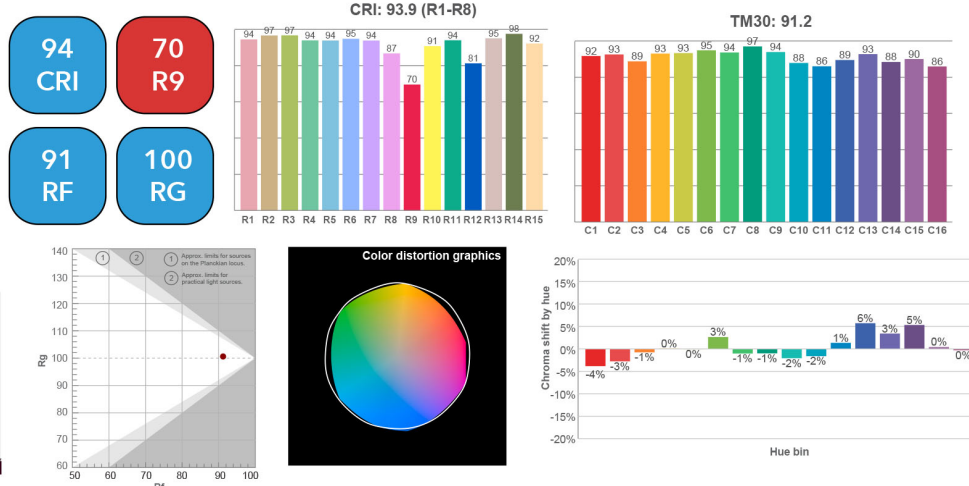 94
CRI
70
R9
91
RF
100
RG
CRI: 93.9 (R1-R8)
94 97 97 94 94 95 94 87 70 91 94 81 95 98 92
R1 R2 R3 R4 R5 R6 R7 R8 R9 R10 R11 R12 R13 R14 R15
TM30: 91.2
92 93 89 93 93 95 94 97 94 88 86 89 93 88 90 86
C1 C2 C3 C4 C5 C6 C7 C8 C9 C10 C11 C12 C13 C14 C15 C16
140
130
120
110
100
90
80
70
60
Rg
1
2
1 Approx. limits for sources
on the Planckian locus.
2 Approx. limits for
practical light sources.
50 60 70 80 90 100
Color distortion graphics
Chroma shift by hue
20%
15%
10%
5%
0%
-5%
-10%
-15%
-20%
-4% -3% -1% 0% 0% 3% -1% -1% -2% -2% 1% 6% 3% 5% 0% 0%
Hue bin